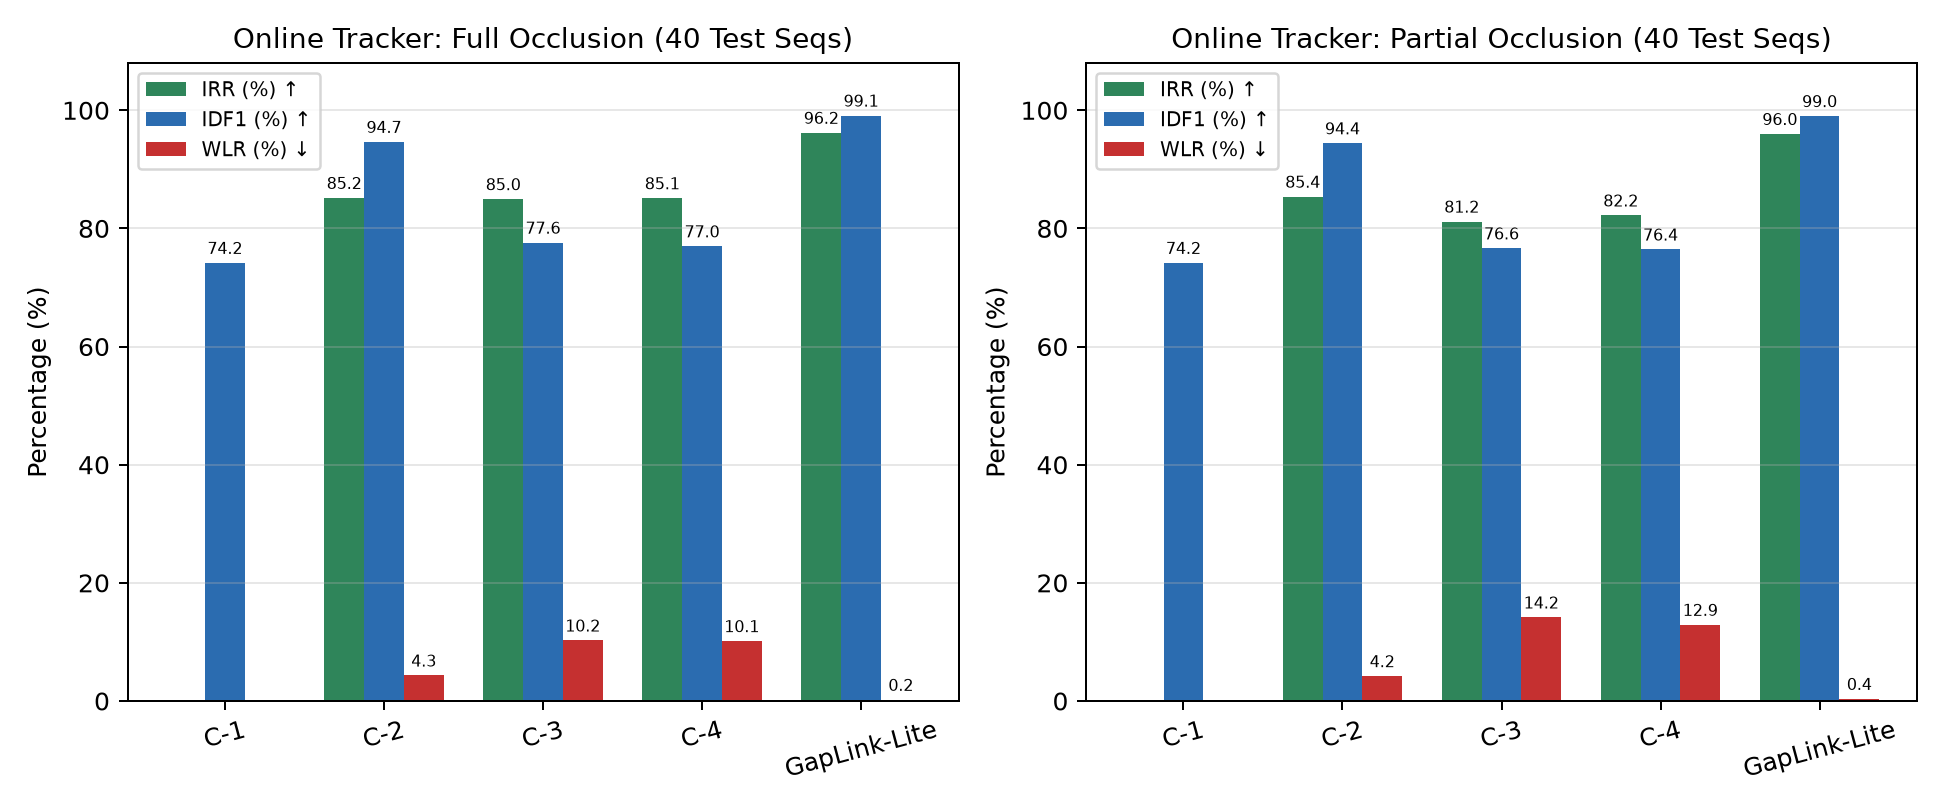 Online Tracker: Full Occlusion (40 Test Seqs)
Percentage (%)
100
80
60
40
20
0
IRR (%) ↑
IDF1 (%) ↑
WLR (%) ↓
74.2
85.2
94.7
4.3
85.0
77.6
10.2
85.1
77.0
10.1
96.2
99.1
0.2
C-1
C-2
C-3
C-4
GapLink-Lite
Online Tracker: Partial Occlusion (40 Test Seqs)
Percentage (%)
100
80
60
40
20
0
IRR (%) ↑
IDF1 (%) ↑
WLR (%) ↓
74.2
85.4
94.4
4.2
81.2
76.6
14.2
82.2
76.4
12.9
96.0
99.0
0.4
C-1
C-2
C-3
C-4
GapLink-Lite